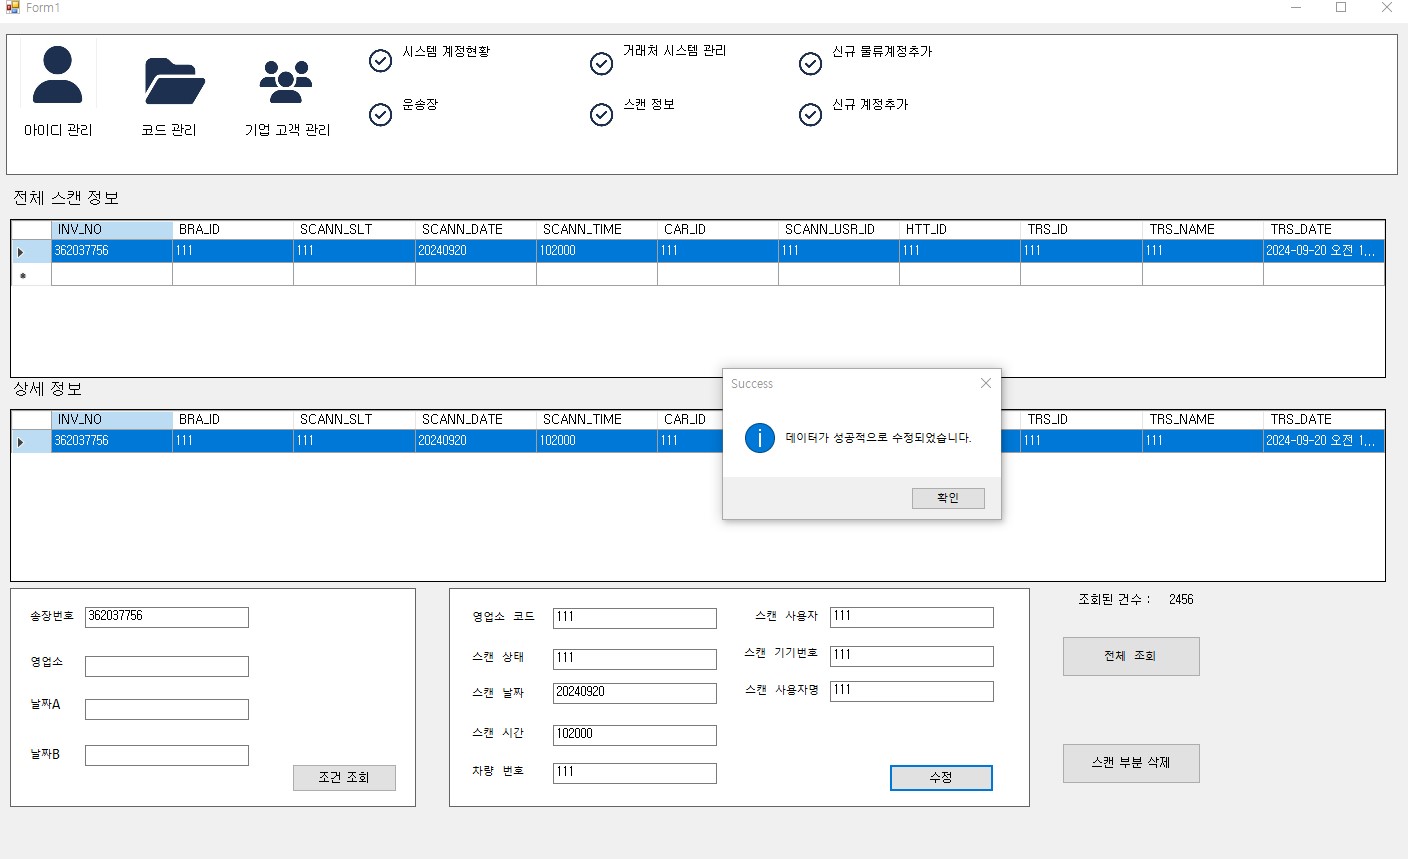 Form1
시스템 계정현황
거래처 시스템 관리
신규 물류계정추가
운송장
스캔 정보
신규 계정추가
아이디 관리
코드 관리
기업 고객 관리
전체 스캔 정보
INV_NO BRA_ID SCANN_SLT SCANN_DATE SCANN_TIME CAR_ID SCANN_USR_ID HTT_ID TRS_ID TRS_NAME TRS_DATE
362037756 111 111 20240920 102000 111 111 111 111 111 2024-09-20 오전 1,...
상세 정보
INV_NO BRA_ID SCANN_SLT SCANN_DATE SCANN_TIME CAR_ID TRS_ID TRS_NAME TRS_DATE
362037756 111 111 20240920 102000 111 111 111 2024-09-20 오전 1,...
Success
데이터가 성공적으로 수정되었습니다.
확인
송장번호 362037756
영업소
날짜A
날짜B
조건 조회
영업소 코드 111
스캔 상태 111
스캔 날짜 20240920
스캔 시간 102000
차량 번호 111
스캔 사용자 111
스캔 기기번호 111
스캔 사용자명 111
수정
조회된 건수 : 2456
전체 조회
스캔 부분 삭제